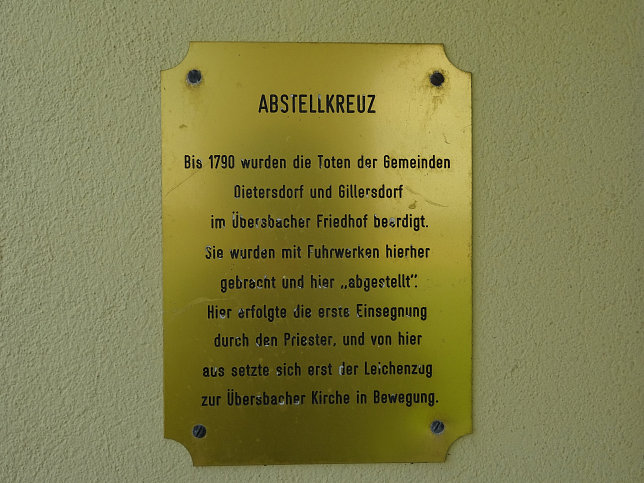 ABSTELLKREUZ
Bis 1790 wurden die Toten der Gemeinden
Dietersdorf und Gillersdorf
im Übersbacher Friedhof beerdigt.
Sie wurden mit Fuhrwerken hierher
gebracht und hier „abgestellt".
Hier erfolgte die erste Einsegnung
durch den Priester, und von hier
aus setzte sich erst der Leichenzug
zur Übersbacher Kirche in Bewegung.